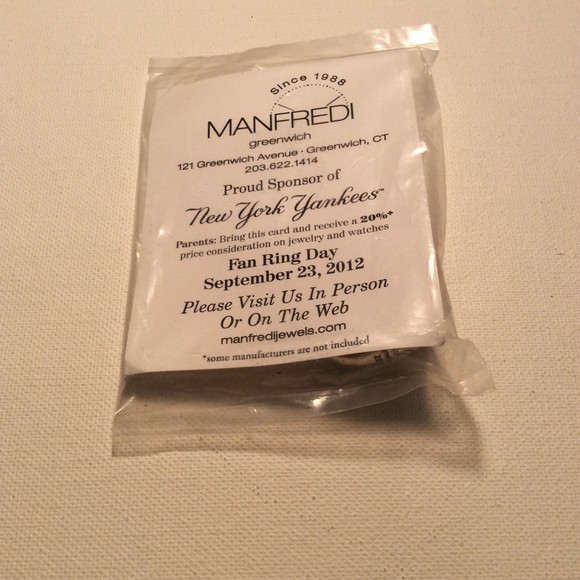 Since 1988
MANFREDI
greenwich
121 Greenwich Avenue · Greenwich, CT
203.622.1414
Proud Sponsor of
New York Yankees™
Parents: Bring this card and receive a 20%*
price consideration on jewelry and watches
Fan Ring Day
September 23, 2012
Please Visit Us In Person
Or On The Web
manfredijewels.com
*some manufacturers are not included